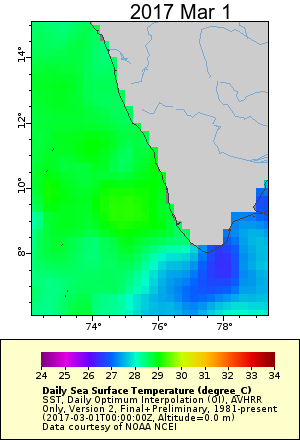 2017 Mar 1
14°
12°
10°
8°
74° 76° 78°
24 25 26 27 28 29 30 31 32 33 34
Daily Sea Surface Temperature (degree_C)
SST, Daily Optimum Interpolation (OI), AVHRR
Only, Version 2, Final+Preliminary, 1981-present
(2017-03-01T00:00:00Z, Altitude=0.0 m)
Data courtesy of NOAA NCEI